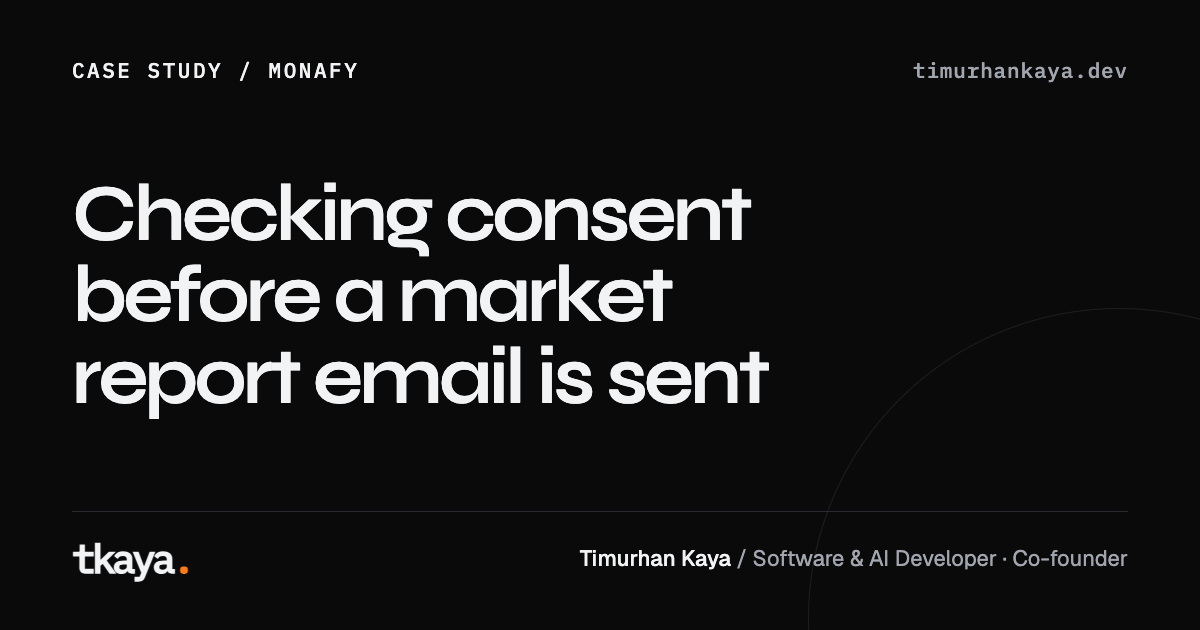 CASE STUDY / MONAFY
timurhankaya.dev
Checking consent
before a market
report email is sent
tkaya.
Timurhan Kaya / Software & AI Developer · Co-founder